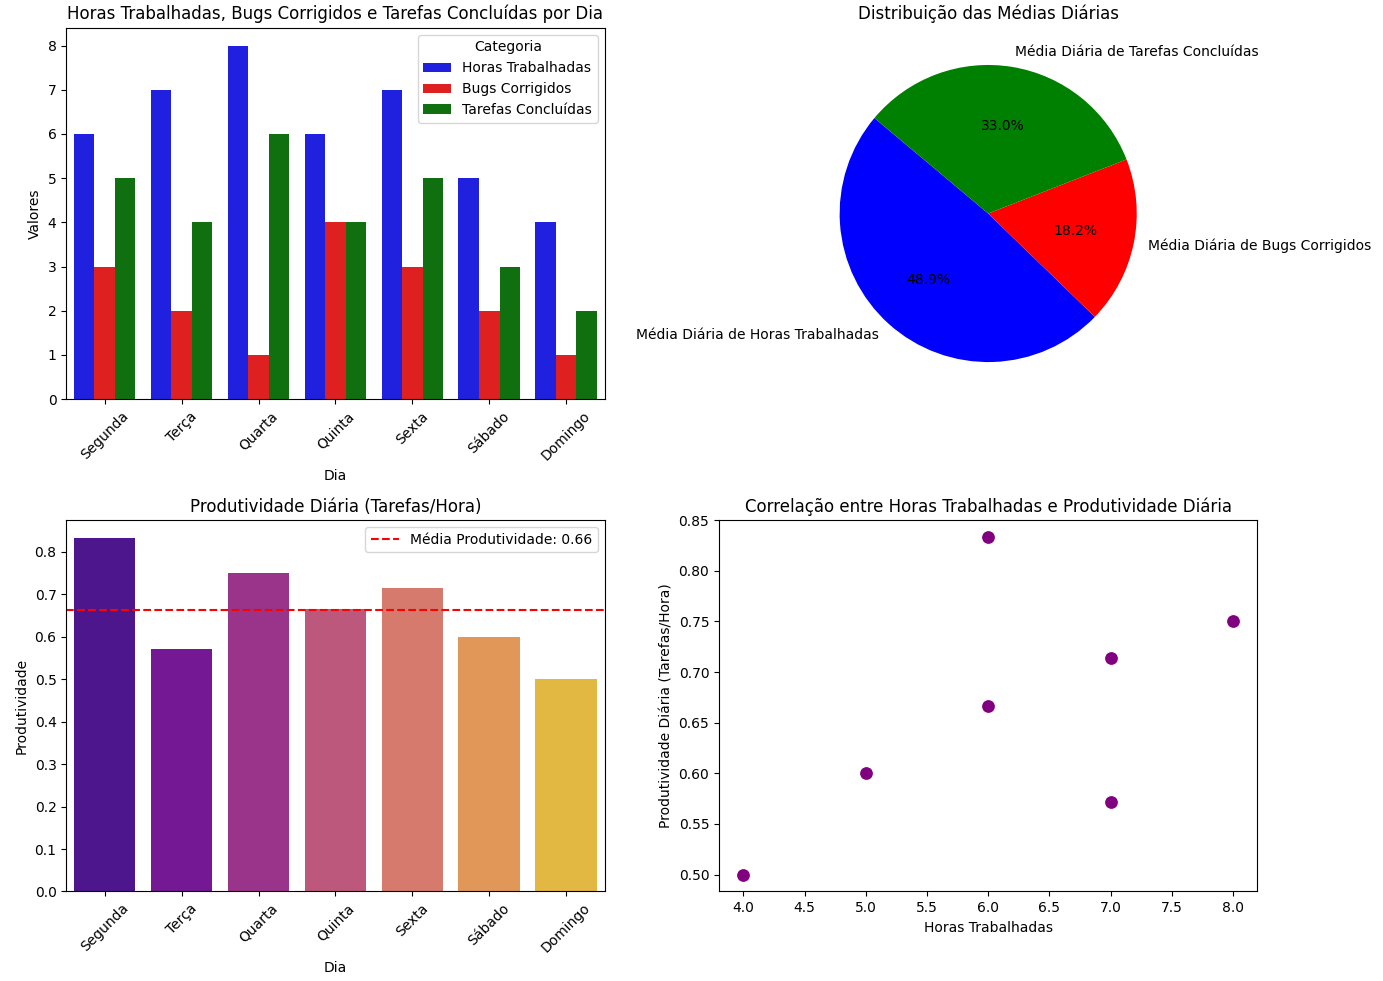 Horas Trabalhadas, Bugs Corrigidos e Tarefas Concluídas por Dia
Categoria
Horas Trabalhadas
Bugs Corrigidos
Tarefas Concluídas
Valores
8
7
6
5
4
3
2
1
0
Segunda
Terça
Quarta
Quinta
Sexta
Sábado
Domingo
Dia
Distribuição das Médias Diárias
Média Diária de Tarefas Concluídas
33.0%
18.2%
Média Diária de Bugs Corrigidos
48.9%
Média Diária de Horas Trabalhadas
Produtividade Diária (Tarefas/Hora)
Média Produtividade: 0.66
Produtividade
0.8
0.7
0.6
0.5
0.4
0.3
0.2
0.1
0.0
Segunda
Terça
Quarta
Quinta
Sexta
Sábado
Domingo
Dia
Correlação entre Horas Trabalhadas e Produtividade Diária
Produtividade Diária (Tarefas/Hora)
0.85
0.80
0.75
0.70
0.65
0.60
0.55
0.50
4.0 4.5 5.0 5.5 6.0 6.5 7.0 7.5 8.0
Horas Trabalhadas